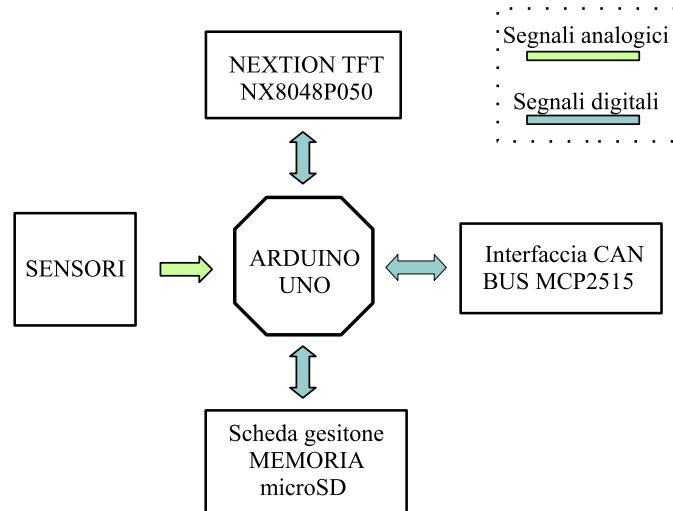 Segnali analogici
Segnali digitali
NEXTION TFT
NX8048P050
SENSORI
ARDUINO
UNO
Interfaccia CAN
BUS MCP2515
Scheda gesitone
MEMORIA
microSD